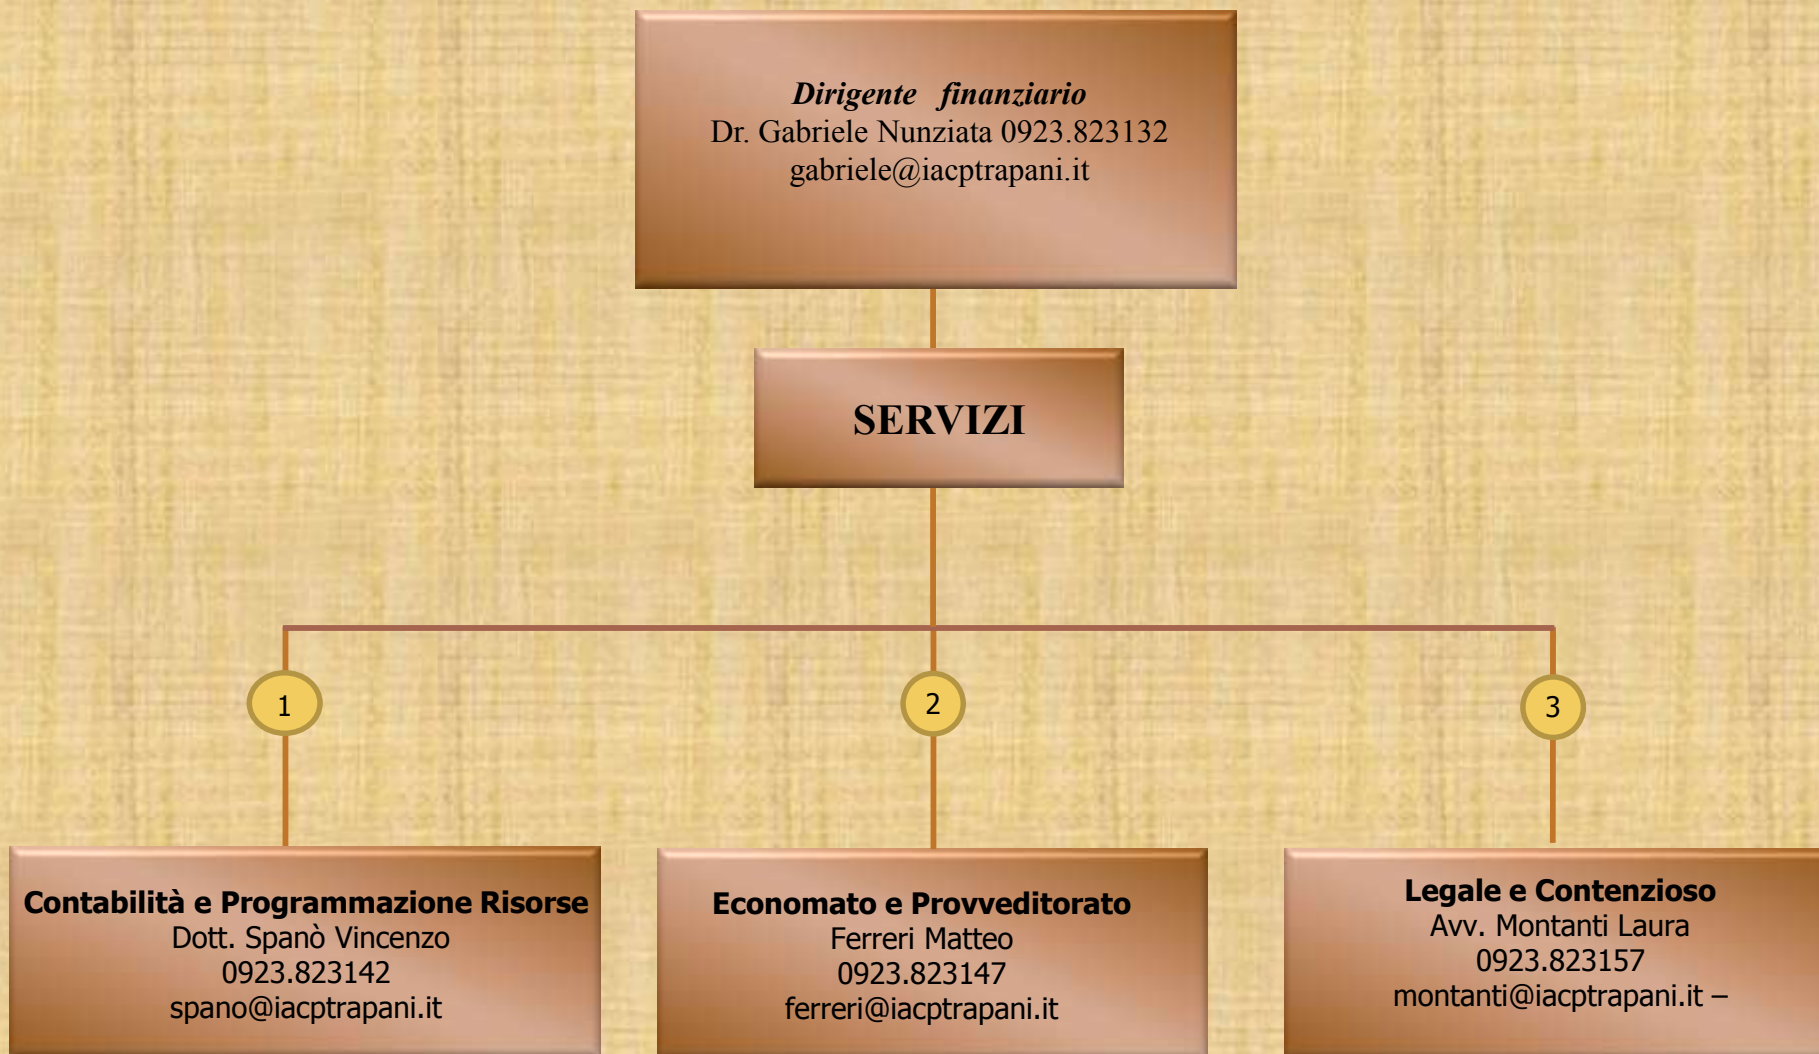 Dirigente finanziario
Dr. Gabriele Nunziata 0923.823132
gabriele@iacptrapani.it
SERVIZI
1
2
3
Contabilità e Programmazione Risorse
Dott. Spanò Vincenzo
0923.823142
spano@iacptrapani.it
Economato e Provveditorato
Ferreri Matteo
0923.823147
ferreri@iacptrapani.it
Legale e Contenzioso
Avv. Montanti Laura
0923.823157
montanti@iacptrapani.it –